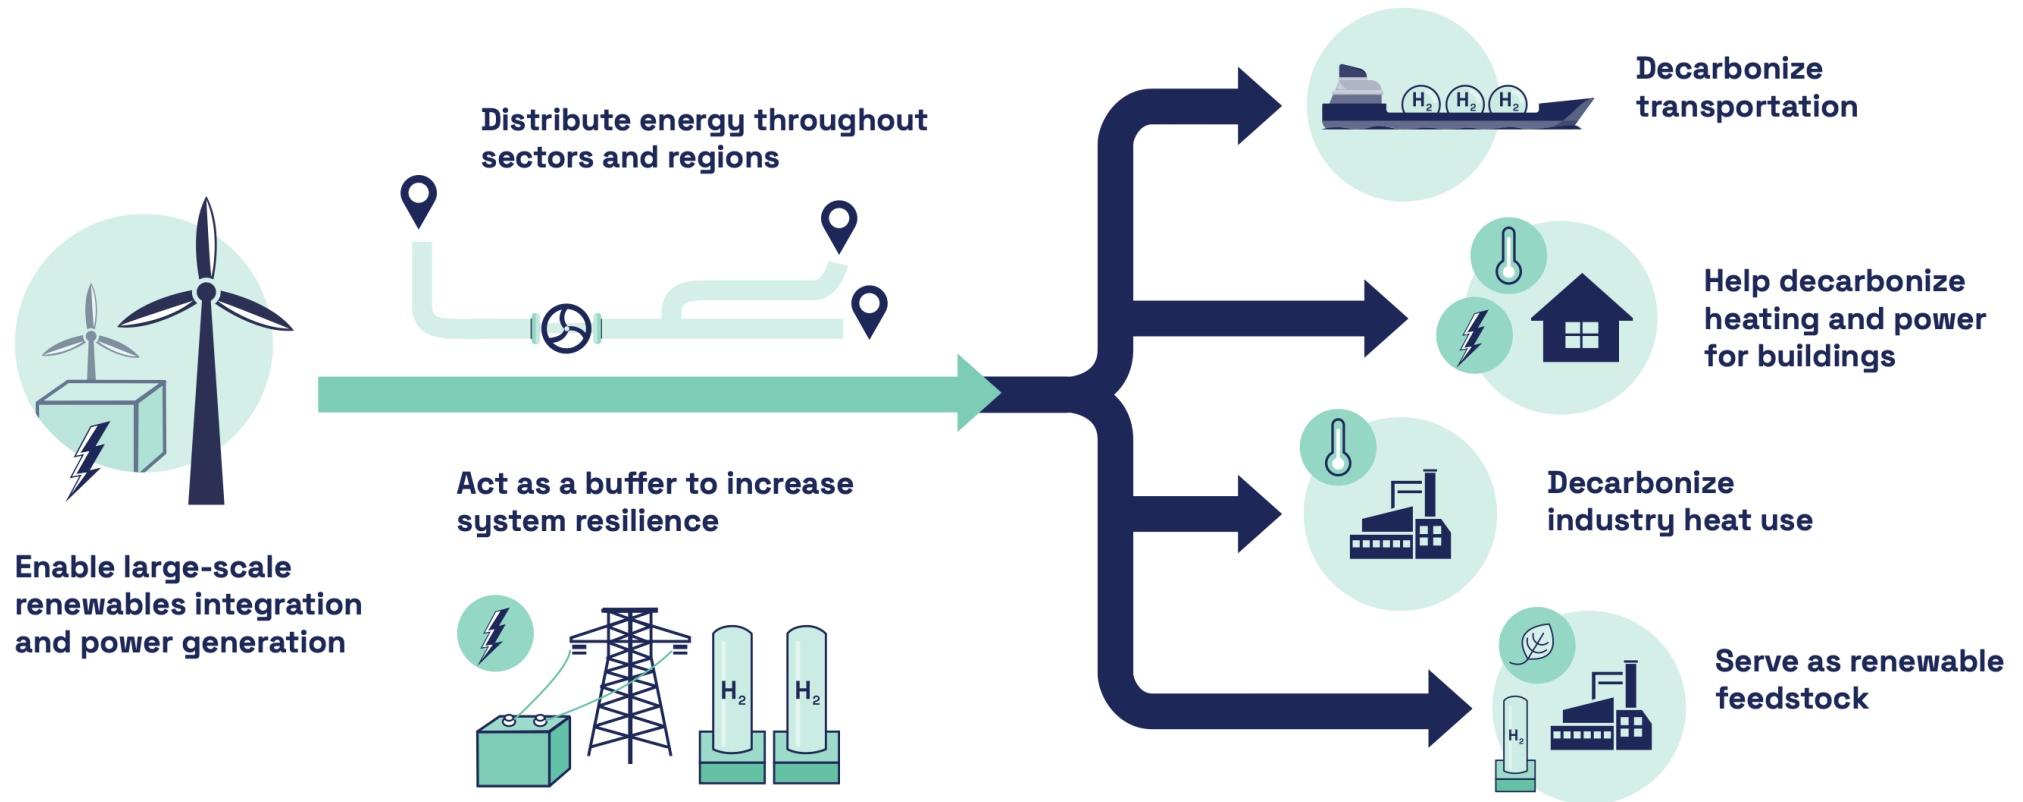 Enable large-scale
renewables integration
and power generation
Distribute energy throughout
sectors and regions
Act as a buffer to increase
system resilience
H₂
H₂
H₂ H₂ H₂
Decarbonize
transportation
Help decarbonize
heating and power
for buildings
Decarbonize
industry heat use
H₂
Serve as renewable
feedstock